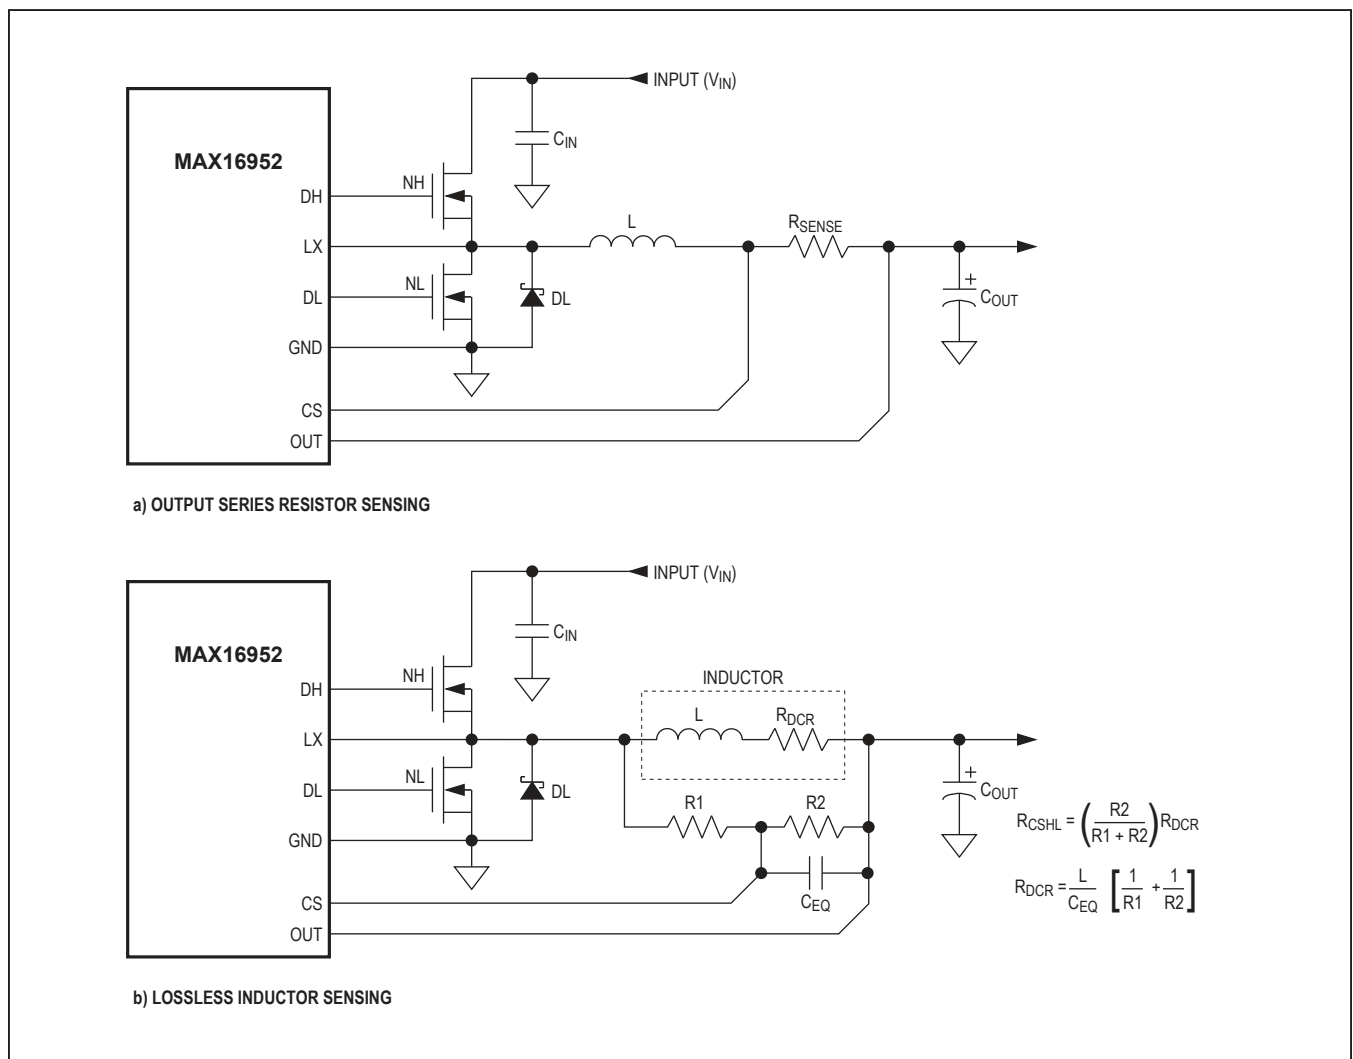 INPUT (VIN)
CIN
MAX16952
NH
DH
L
RSENSE
LX
NL
DL
DL
+
COUT
GND
CS
OUT
a) OUTPUT SERIES RESISTOR SENSING
INPUT (VIN)
CIN
MAX16952
NH
DH
INDUCTOR
L
RDCR
LX
NL
DL
DL
+
COUT
R1
R2
GND
CEQ
CS
OUT
RCSHL = (R2 / R1 + R2) RDCR
RDCR = L / CEQ [1 / R1 + 1 / R2]
b) LOSSLESS INDUCTOR SENSING